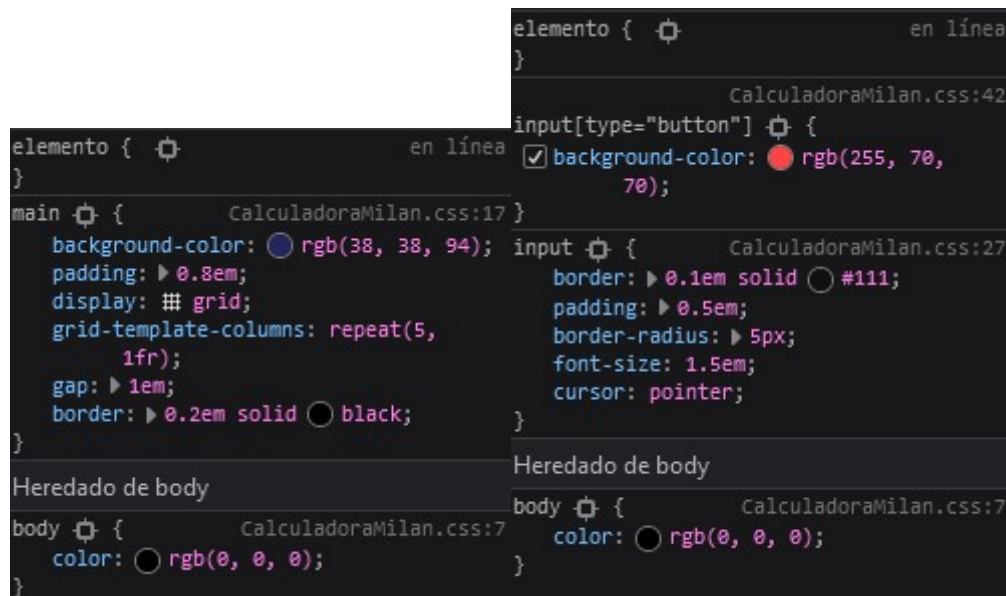 elemento { en línea
}
main { CalculadoraMilan.css:17
background-color: rgb(38, 38, 94);
padding: 0.8em;
display: grid;
grid-template-columns: repeat(5,
1fr);
gap: 1em;
border: 0.2em solid black;
}
Heredado de body
body { CalculadoraMilan.css:7
color: rgb(0, 0, 0);
}
elemento { en línea
}
CalculadoraMilan.css:42
input[type="button"] {
background-color: rgb(255, 70,
70);
}
input { CalculadoraMilan.css:27
border: 0.1em solid #111;
padding: 0.5em;
border-radius: 5px;
font-size: 1.5em;
cursor: pointer;
}
Heredado de body
body { CalculadoraMilan.css:7
color: rgb(0, 0, 0);
}